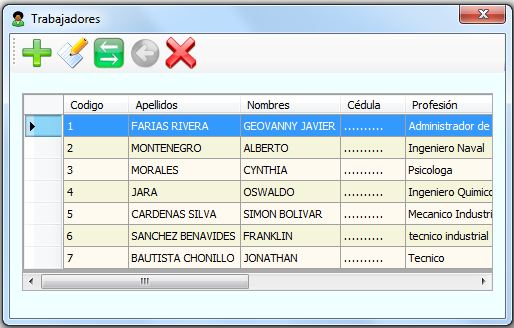 Trabajadores
Codigo Apellidos Nombres Cédula Profesión
1 FARIAS RIVERA GEOVANNY JAVIER .......... Administrador de
2 MONTENEGRO ALBERTO .......... Ingeniero Naval
3 MORALES CYNTHIA .......... Psicologa
4 JARA OSWALDO .......... Ingeniero Quimico
5 CARDENAS SILVA SIMON BOLIVAR .......... Mecanico Industri
6 SANCHEZ BENAVIDES FRANKLIN .......... tecnico industrial
7 BAUTISTA CHONILLO JONATHAN .......... Tecnico